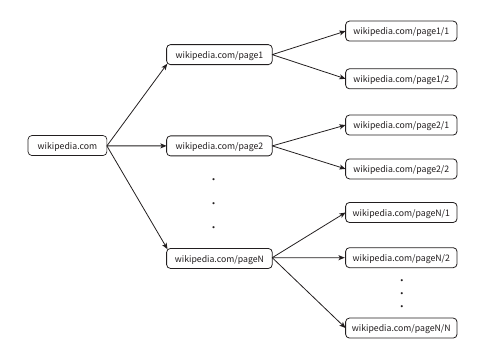 wikipedia.com
wikipedia.com/page1
wikipedia.com/page2
wikipedia.com/pageN
wikipedia.com/page1/1
wikipedia.com/page1/2
wikipedia.com/page2/1
wikipedia.com/page2/2
wikipedia.com/pageN/1
wikipedia.com/pageN/2
wikipedia.com/pageN/N